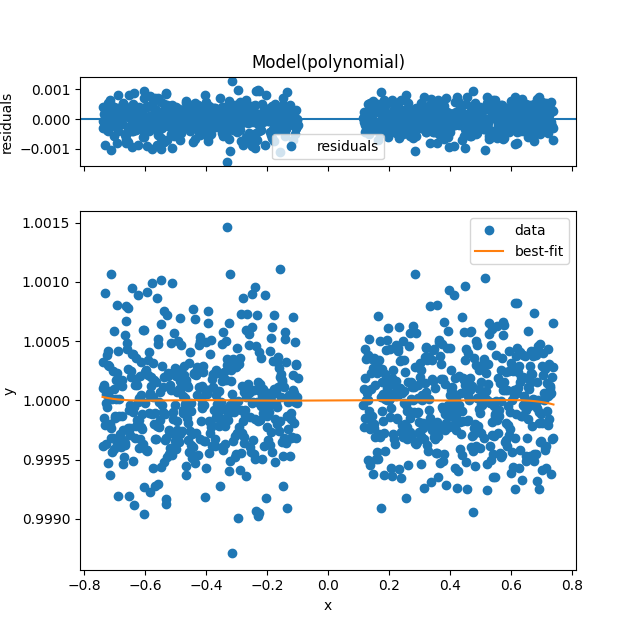 Model(polynomial)
0.001
0.000
−0.001
residuals
residuals
1.0015
1.0010
1.0005
1.0000
0.9995
0.9990
y
data
best-fit
−0.8 −0.6 −0.4 −0.2 0.0 0.2 0.4 0.6 0.8
x